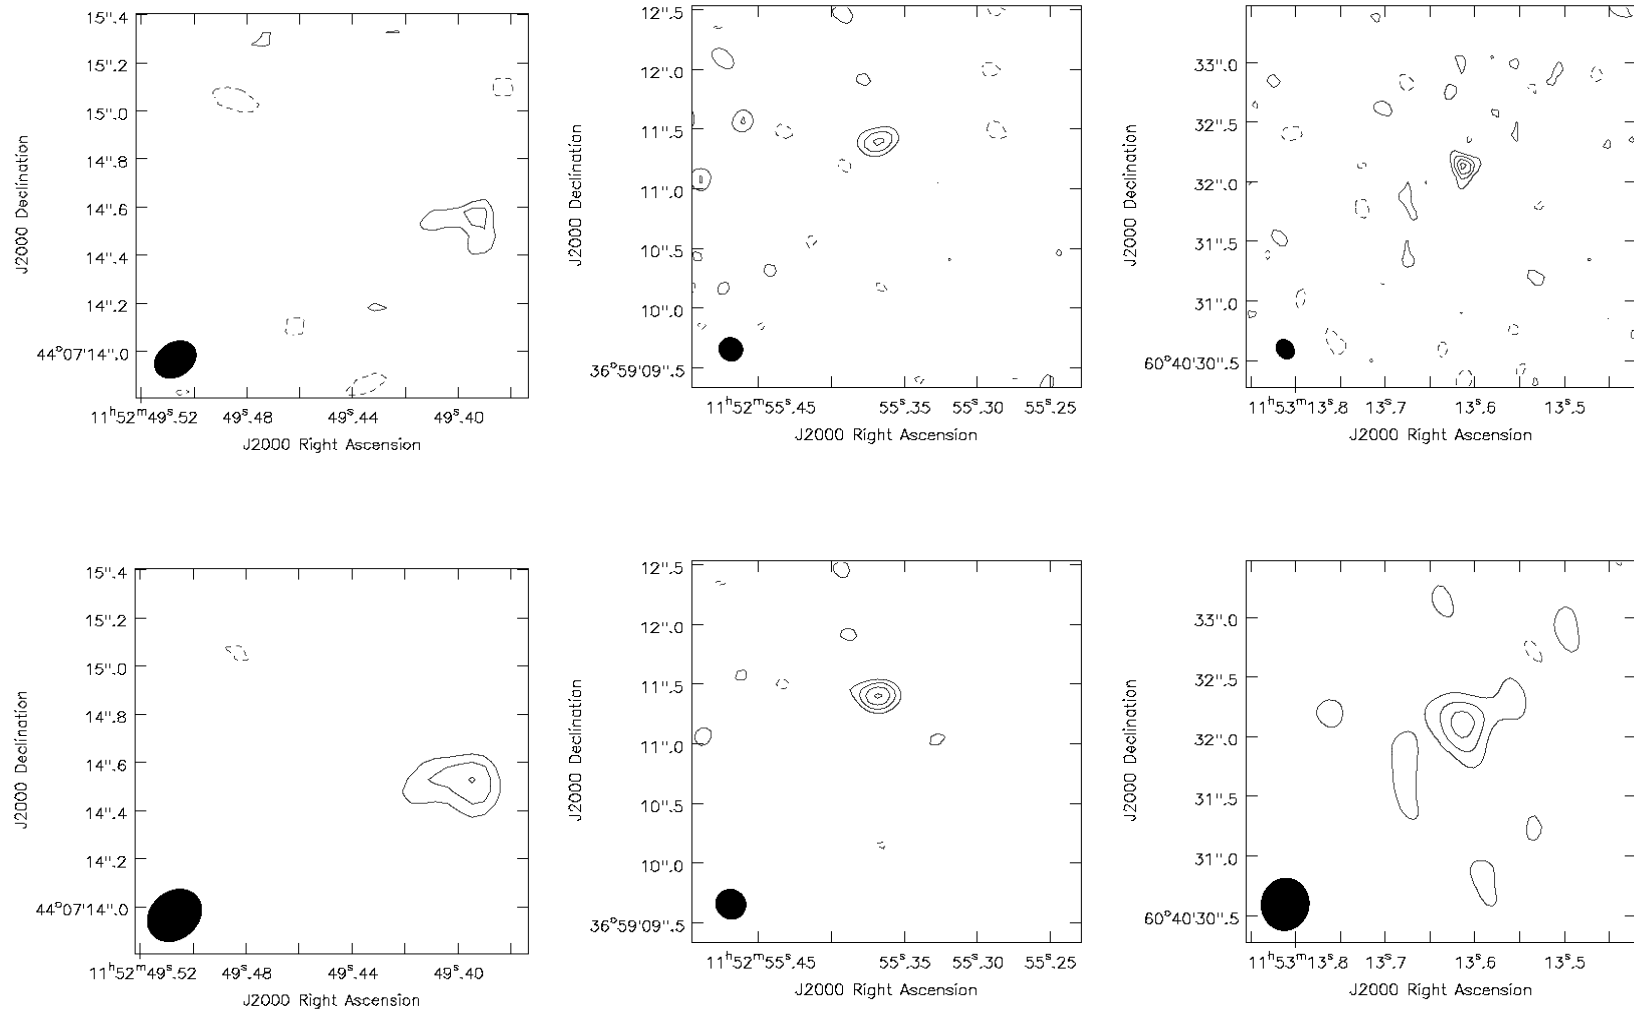 15".4
15".2
15".0
14".8
14".6
14".4
14".2
44°07'14".0
J2000 Declination
11ʰ52ᵐ49ˢ.52 49ˢ.48 49ˢ.44 49ˢ.40
J2000 Right Ascension
12".5
12".0
11".5
11".0
10".5
10".0
36°59'09".5
J2000 Declination
11ʰ52ᵐ55ˢ.45 55ˢ.35 55ˢ.30 55ˢ.25
J2000 Right Ascension
33".0
32".5
32".0
31".5
31".0
60°40'30".5
J2000 Declination
11ʰ53ᵐ13ˢ.8 13ˢ.7 13ˢ.6 13ˢ.5
J2000 Right Ascension
15".4
15".2
15".0
14".8
14".6
14".4
14".2
44°07'14".0
J2000 Declination
11ʰ52ᵐ49ˢ.52 49ˢ.48 49ˢ.44 49ˢ.40
J2000 Right Ascension
12".5
12".0
11".5
11".0
10".5
10".0
36°59'09".5
J2000 Declination
11ʰ52ᵐ55ˢ.45 55ˢ.35 55ˢ.30 55ˢ.25
J2000 Right Ascension
33".0
32".5
32".0
31".5
31".0
60°40'30".5
J2000 Declination
11ʰ53ᵐ13ˢ.8 13ˢ.7 13ˢ.6 13ˢ.5
J2000 Right Ascension